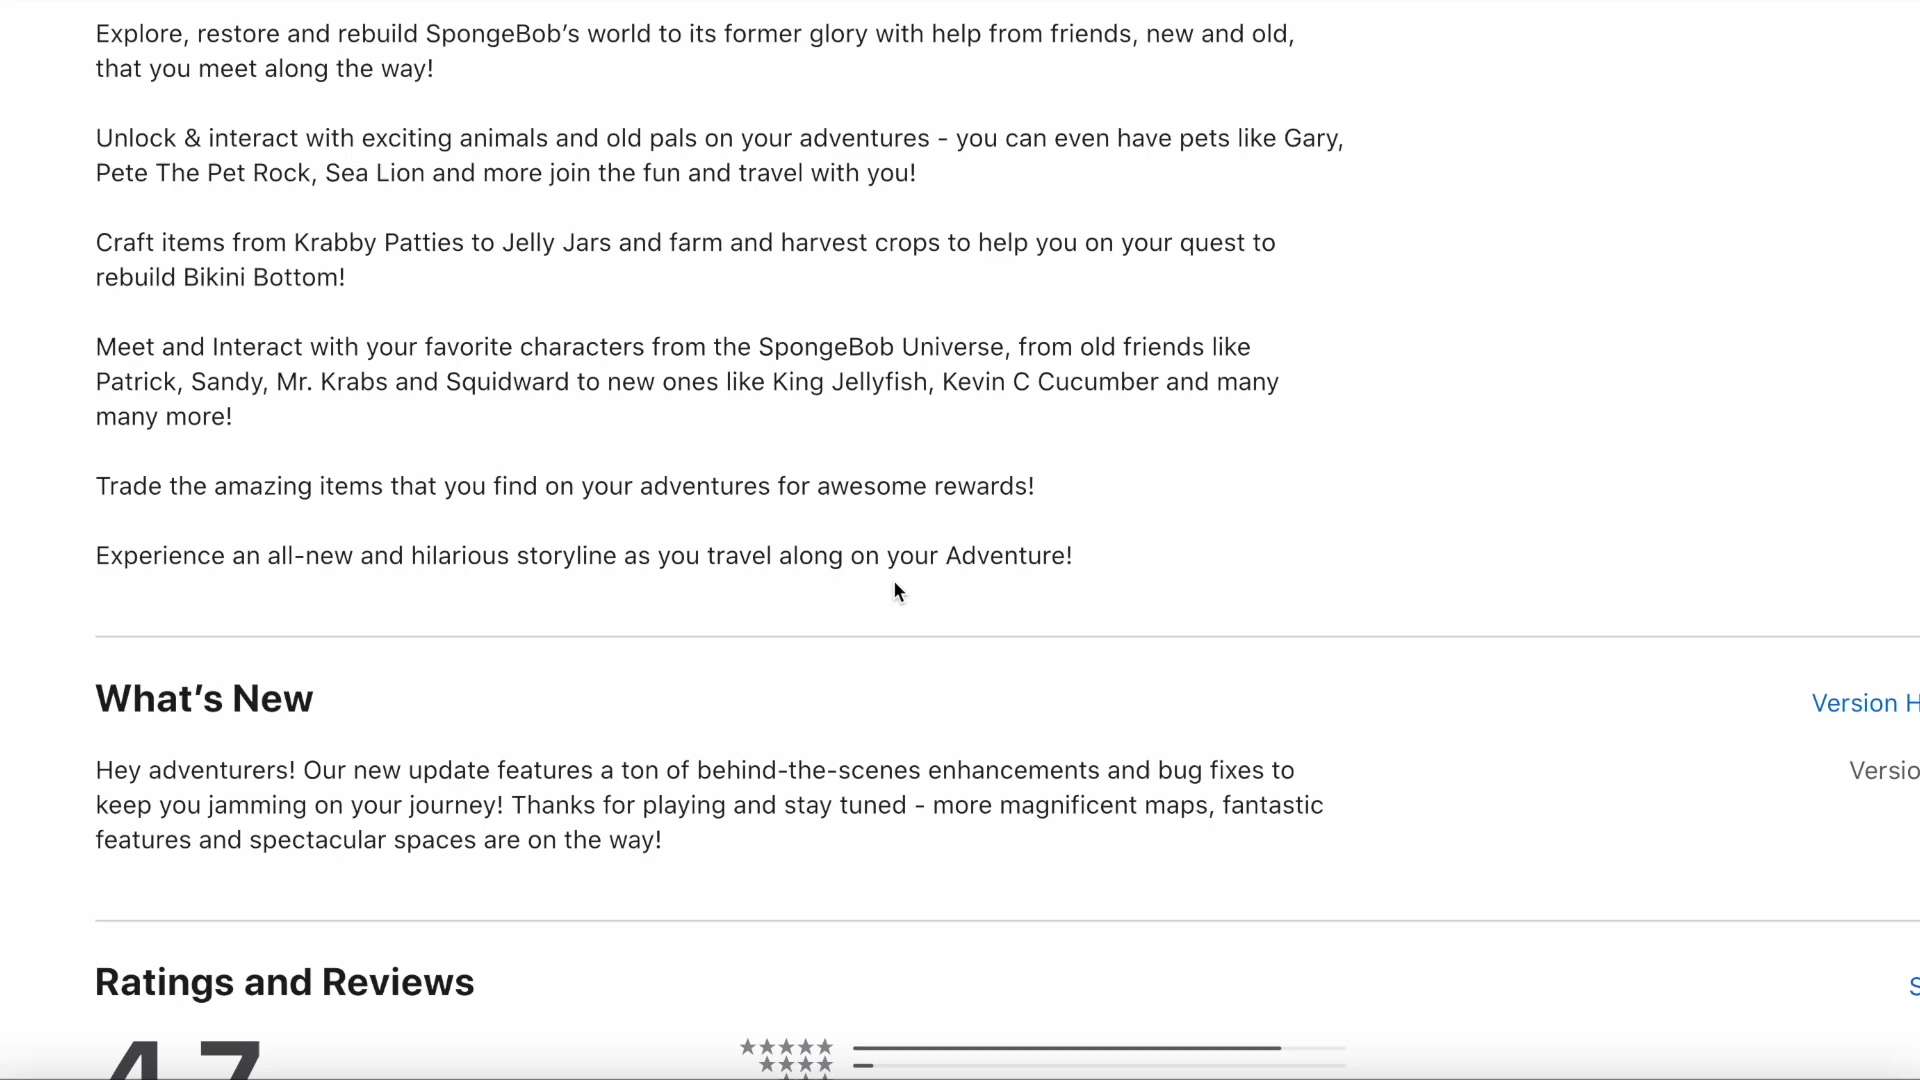 Explore, restore and rebuild SpongeBob’s world to its former glory with help from friends, new and old,
that you meet along the way!
Unlock & interact with exciting animals and old pals on your adventures - you can even have pets like Gary,
Pete The Pet Rock, Sea Lion and more join the fun and travel with you!
Craft items from Krabby Patties to Jelly Jars and farm and harvest crops to help you on your quest to
rebuild Bikini Bottom!
Meet and Interact with your favorite characters from the SpongeBob Universe, from old friends like
Patrick, Sandy, Mr. Krabs and Squidward to new ones like King Jellyfish, Kevin C Cucumber and many
many more!
Trade the amazing items that you find on your adventures for awesome rewards!
Experience an all-new and hilarious storyline as you travel along on your Adventure!
What’s New
Version H
Hey adventurers! Our new update features a ton of behind-the-scenes enhancements and bug fixes to
Versio
keep you jamming on your journey! Thanks for playing and stay tuned - more magnificent maps, fantastic
features and spectacular spaces are on the way!
Ratings and Reviews
S
4.7